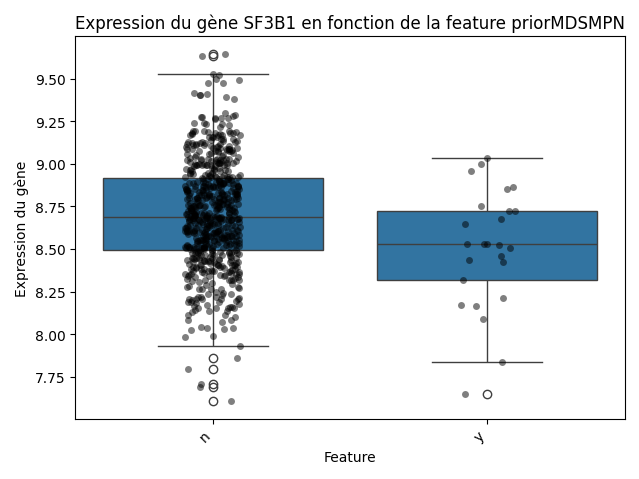 Expression du gène SF3B1 en fonction de la feature priorMDSMPN
Expression du gène
9.50
9.25
9.00
8.75
8.50
8.25
8.00
7.75
n
y
Feature